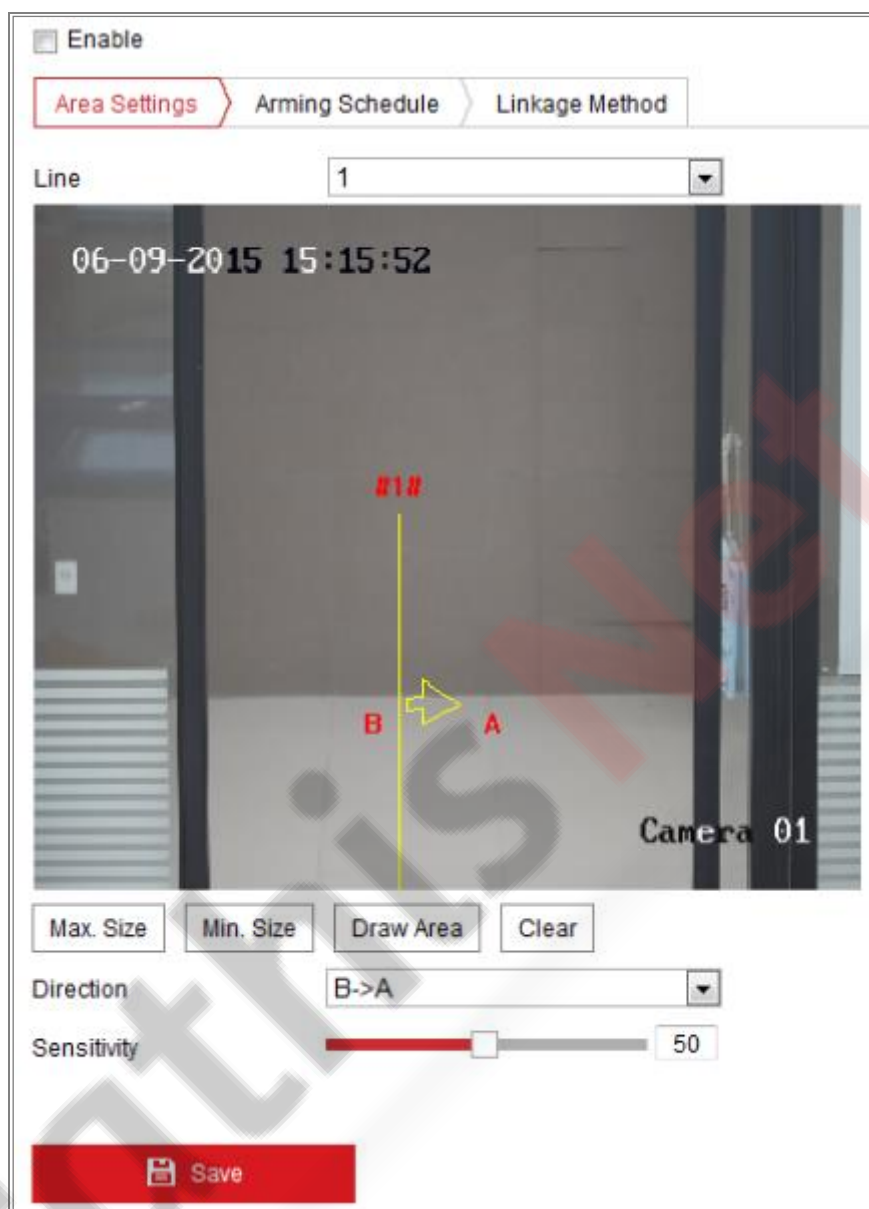 Enable
Area Settings Arming Schedule Linkage Method
Line 1
06-09-2015 15:15:52
#1#
B A
Camera 01
Max. Size Min. Size Draw Area Clear
Direction B->A
Sensitivity 50
Save